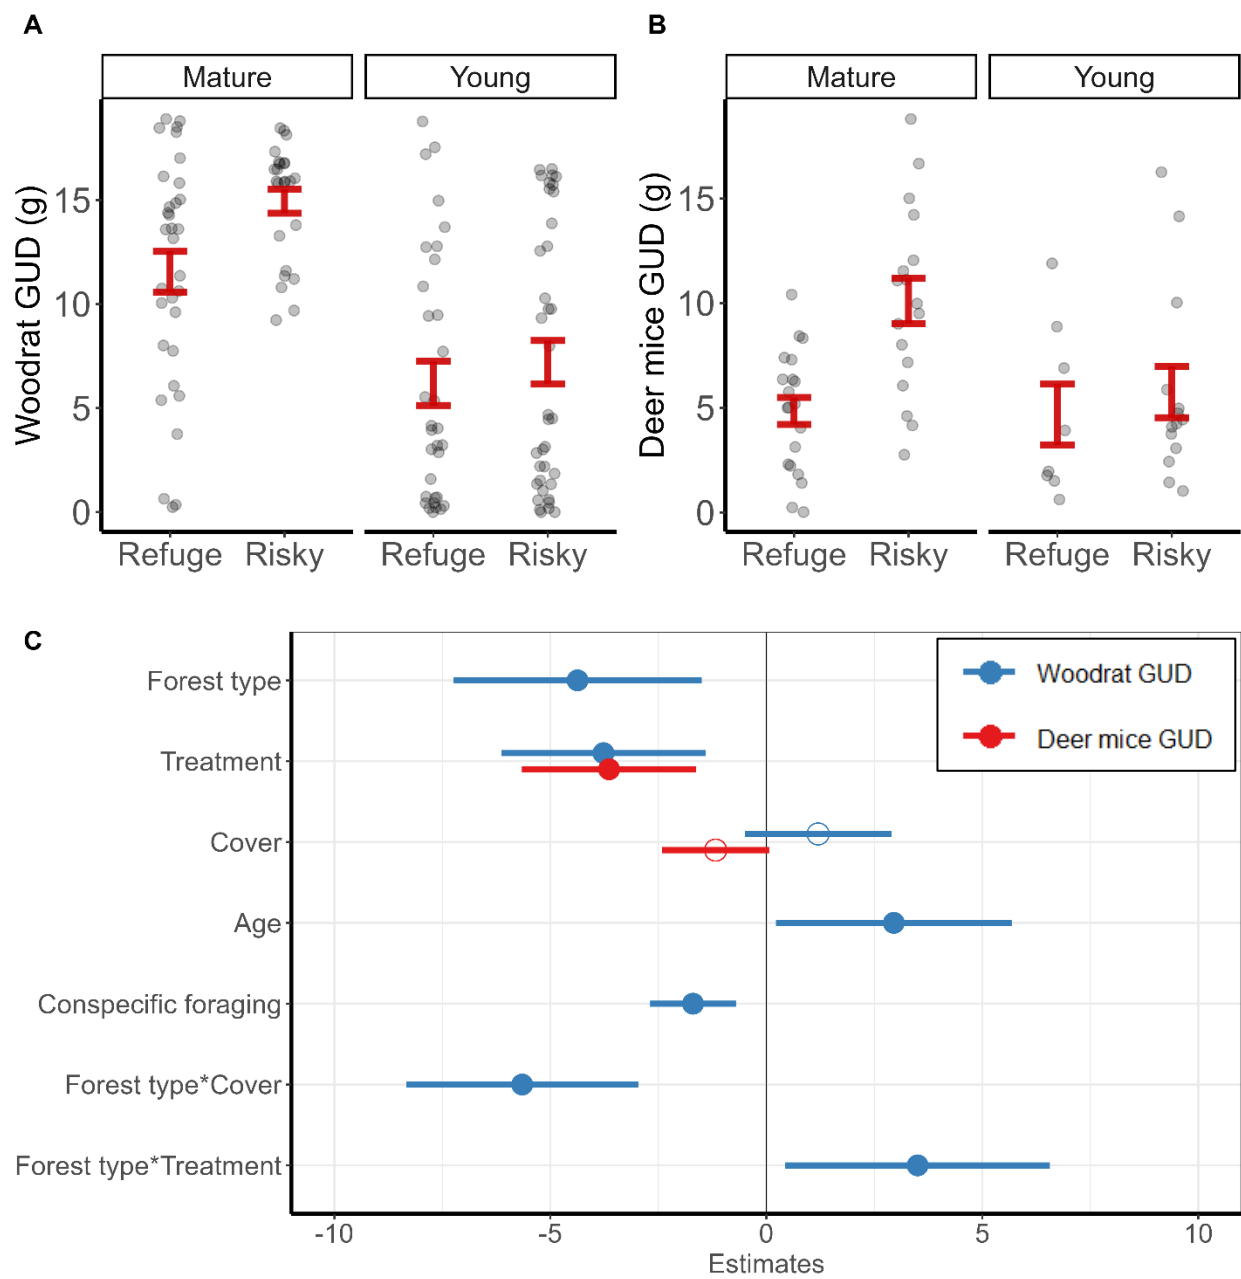 A
B
Mature
Young
Mature
Young
Woodrat GUD (g)
15
10
5
0
Refuge
Risky
Refuge
Risky
Deer mice GUD (g)
15
10
5
0
Refuge
Risky
Refuge
Risky
C
Woodrat GUD
Deer mice GUD
Forest type
Treatment
Cover
Age
Conspecific foraging
Forest type*Cover
Forest type*Treatment
-10
-5
0
5
10
Estimates